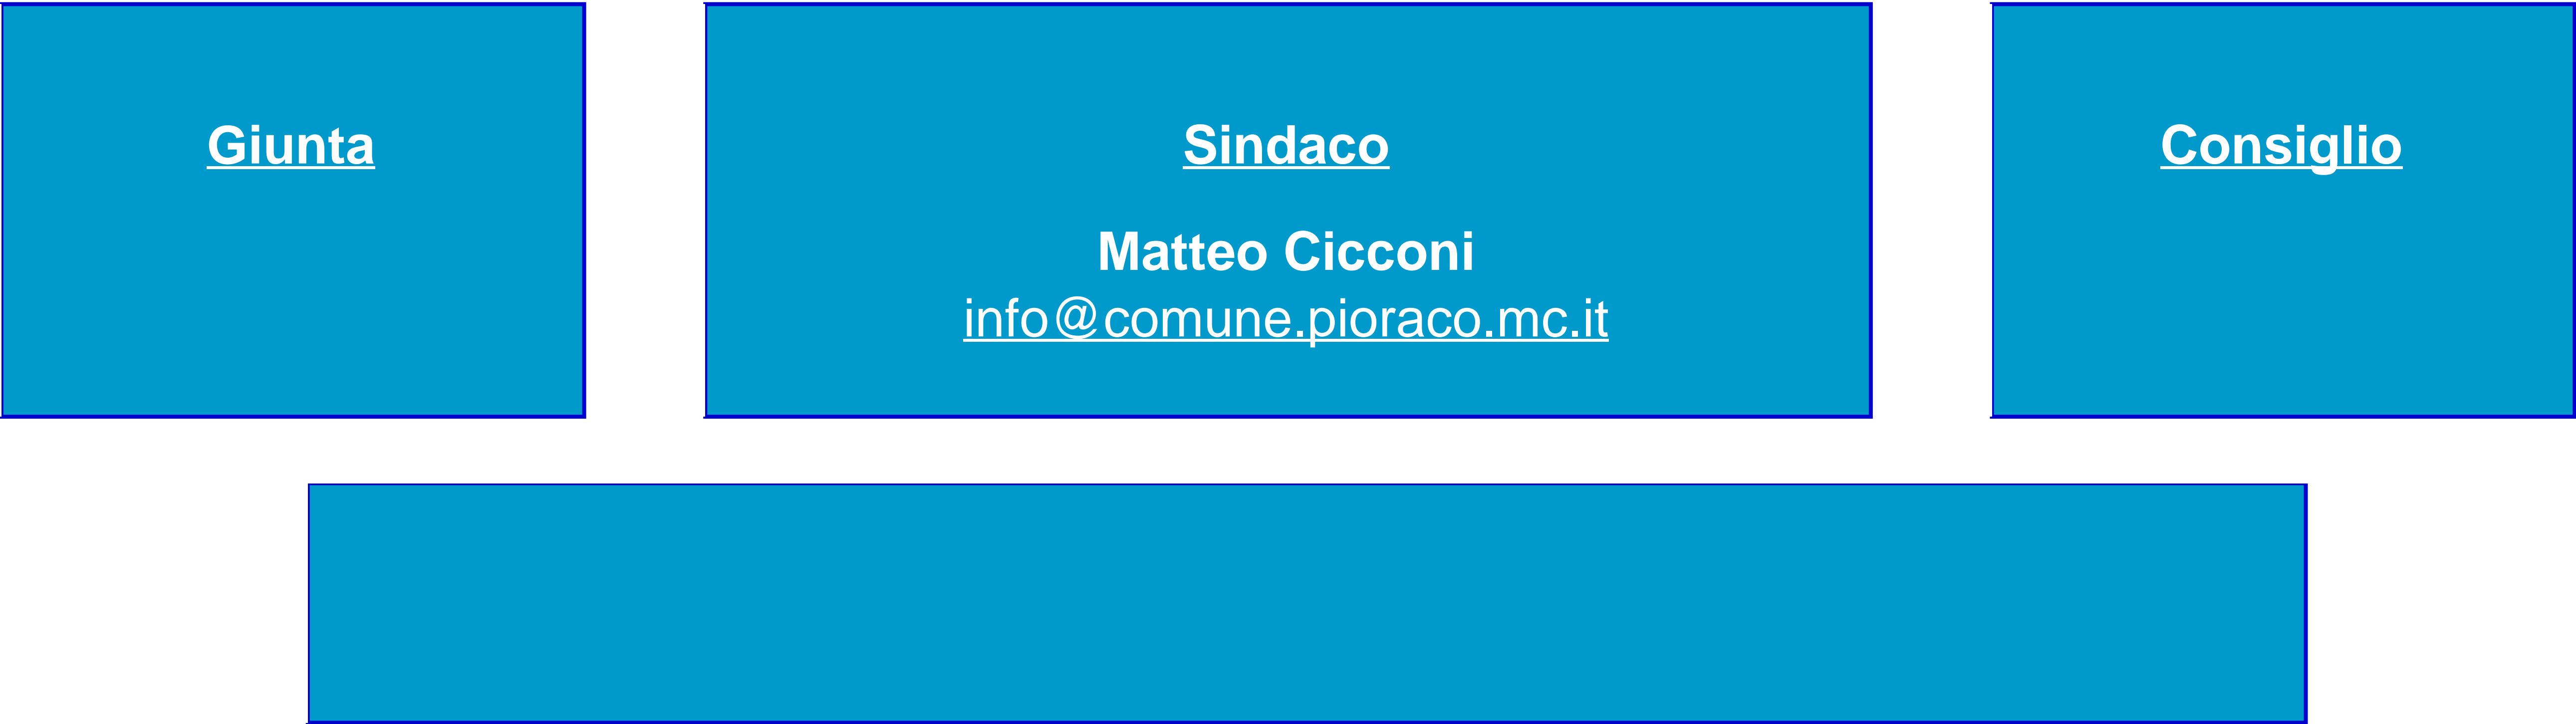 Giunta
Sindaco
Matteo Cicconi
info@comune.pioraco.mc.it
Consiglio